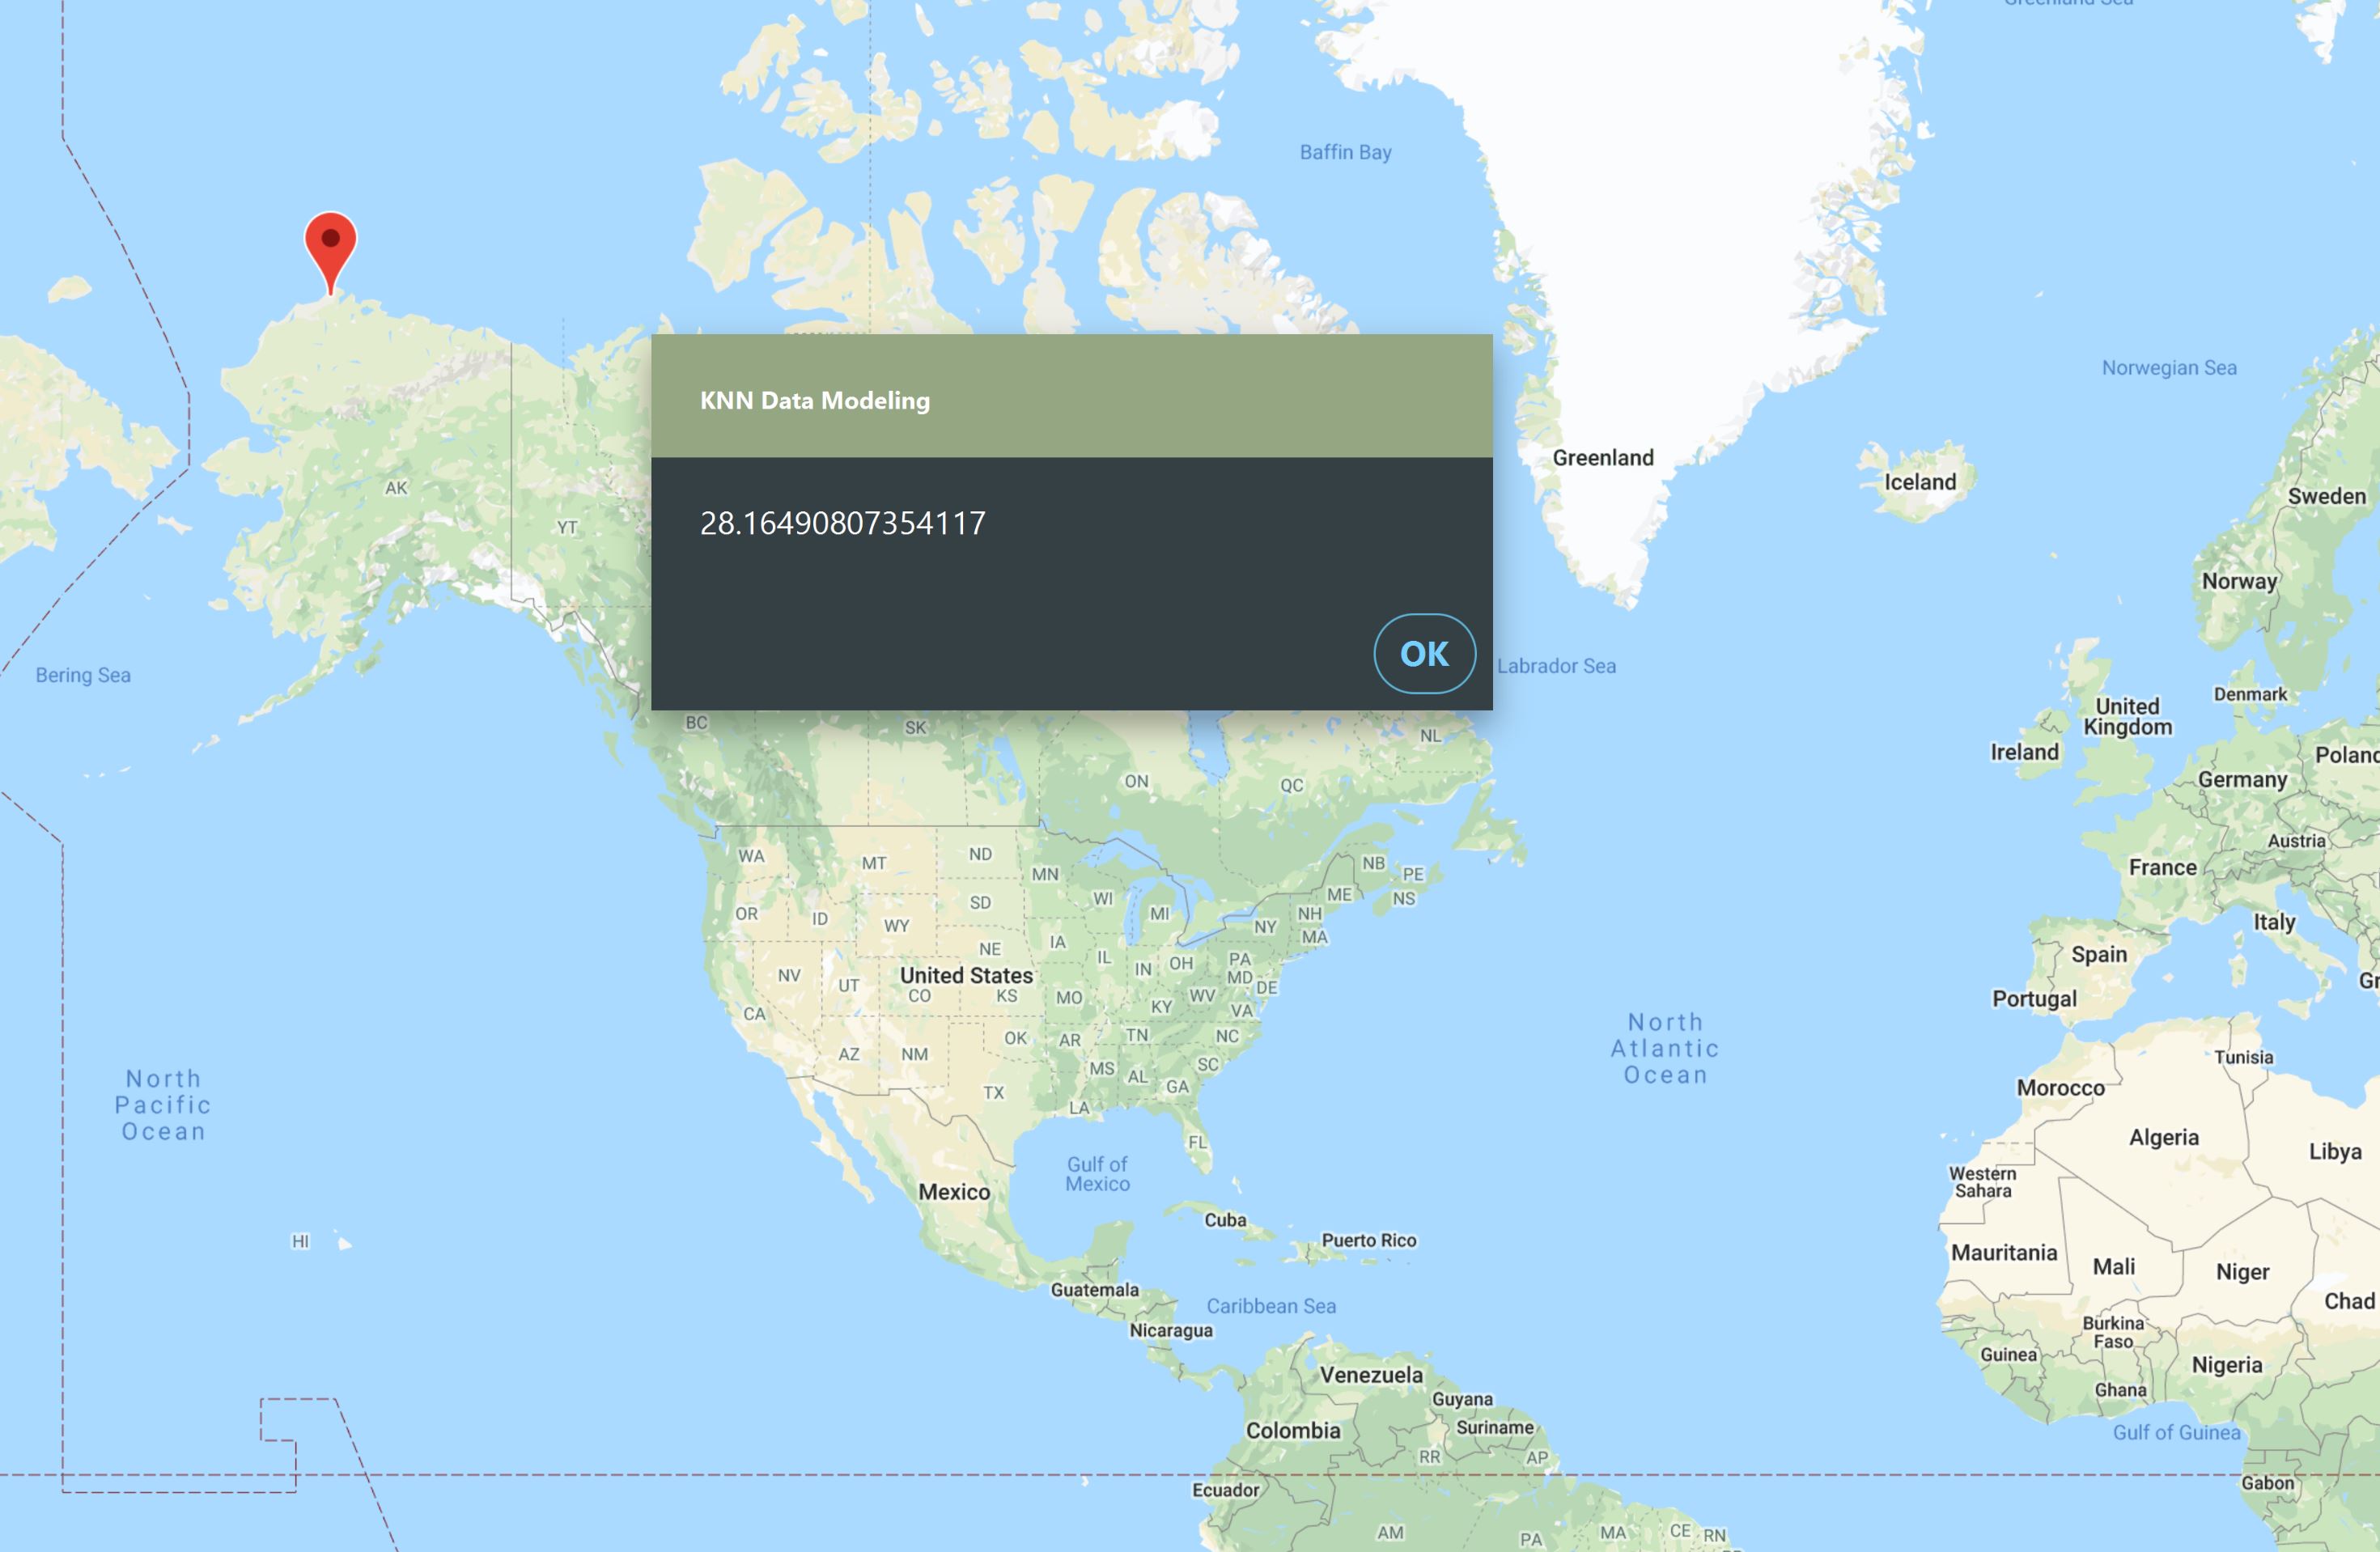 Baffin Bay
Norwegian Sea
KNN Data Modeling
28.16490807354117
OK
Greenland
Iceland
Sweden
Norway
AK
YT
Bering Sea
Labrador Sea
Denmark
United
Kingdom
Ireland
Germany
Austria
France
Italy
Spain
Portugal
BC
SK
NL
ON
QC
WA
MT
ND
MN
NB
PE
ME
NS
OR
ID
WY
SD
WI
MI
NY
NH
MA
NV
UT
NE
IA
IL
IN
OH
PA
MD
DE
United States
CO
KS
MO
KY
WV
VA
CA
AZ
NM
OK
AR
TN
NC
SC
MS
AL
GA
TX
LA
FL
North
Pacific
Ocean
North
Atlantic
Ocean
Tunisia
Morocco
Algeria
Libya
Western
Sahara
Gulf of
Mexico
Mexico
Cuba
Puerto Rico
HI
Mauritania
Mali
Niger
Chad
Guatemala
Caribbean Sea
Nicaragua
Burkina
Faso
Guinea
Nigeria
Ghana
Venezuela
Guyana
Suriname
Colombia
Gulf of Guinea
RR
AP
Ecuador
Gabon
AM
PA
MA
CE
RN